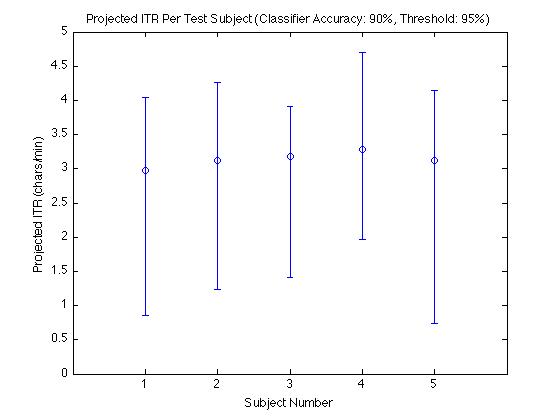 Projected ITR Per Test Subject (Classifier Accuracy: 90%, Threshold: 95%)
5
4.5
4
3.5
3
2.5
2
1.5
1
0.5
0
Projected ITR (chars/min)
1 2 3 4 5
Subject Number